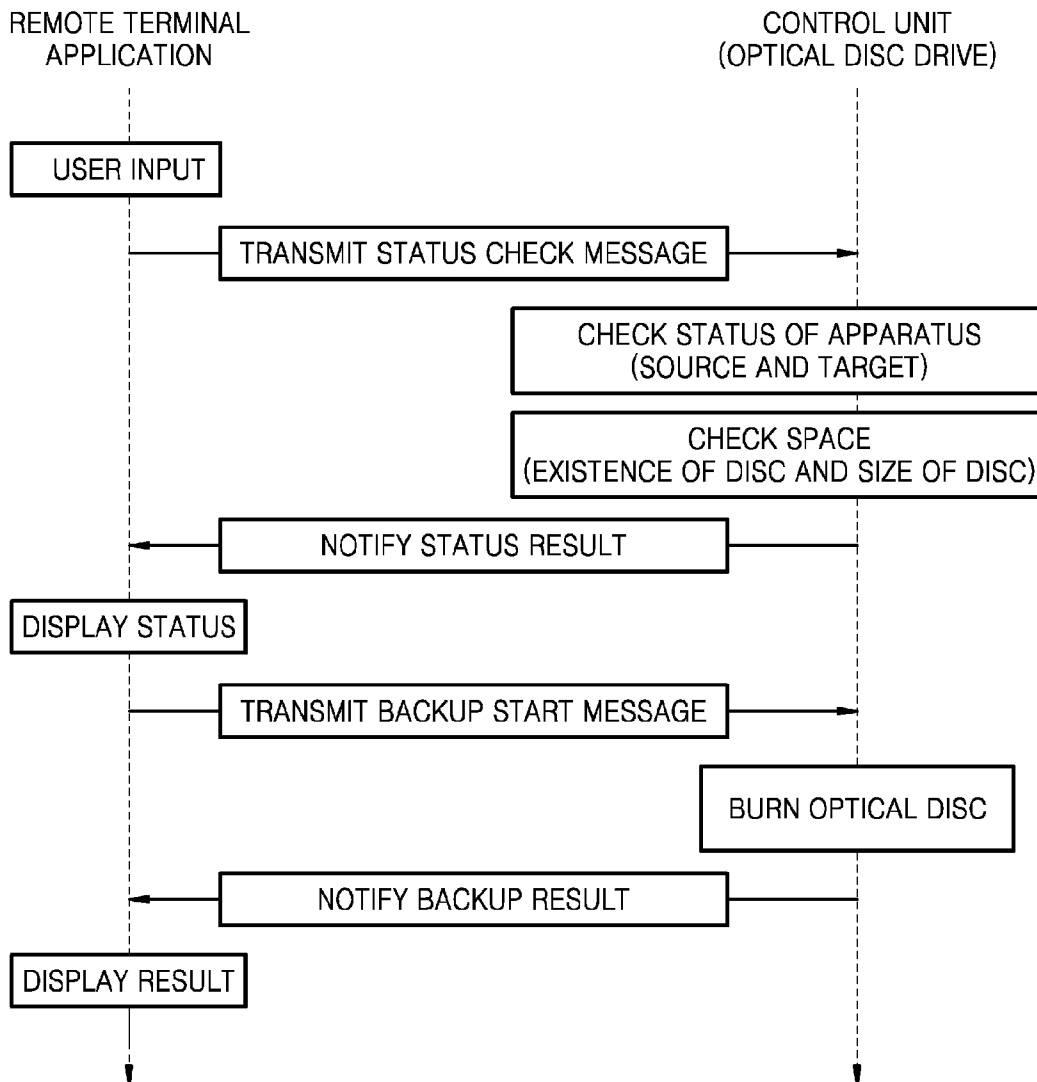 REMOTE TERMINAL
APPLICATION
CONTROL UNIT
(OPTICAL DISC DRIVE)
USER INPUT
TRANSMIT STATUS CHECK MESSAGE
CHECK STATUS OF APPARATUS
(SOURCE AND TARGET)
CHECK SPACE
(EXISTENCE OF DISC AND SIZE OF DISC)
NOTIFY STATUS RESULT
DISPLAY STATUS
TRANSMIT BACKUP START MESSAGE
BURN OPTICAL DISC
NOTIFY BACKUP RESULT
DISPLAY RESULT